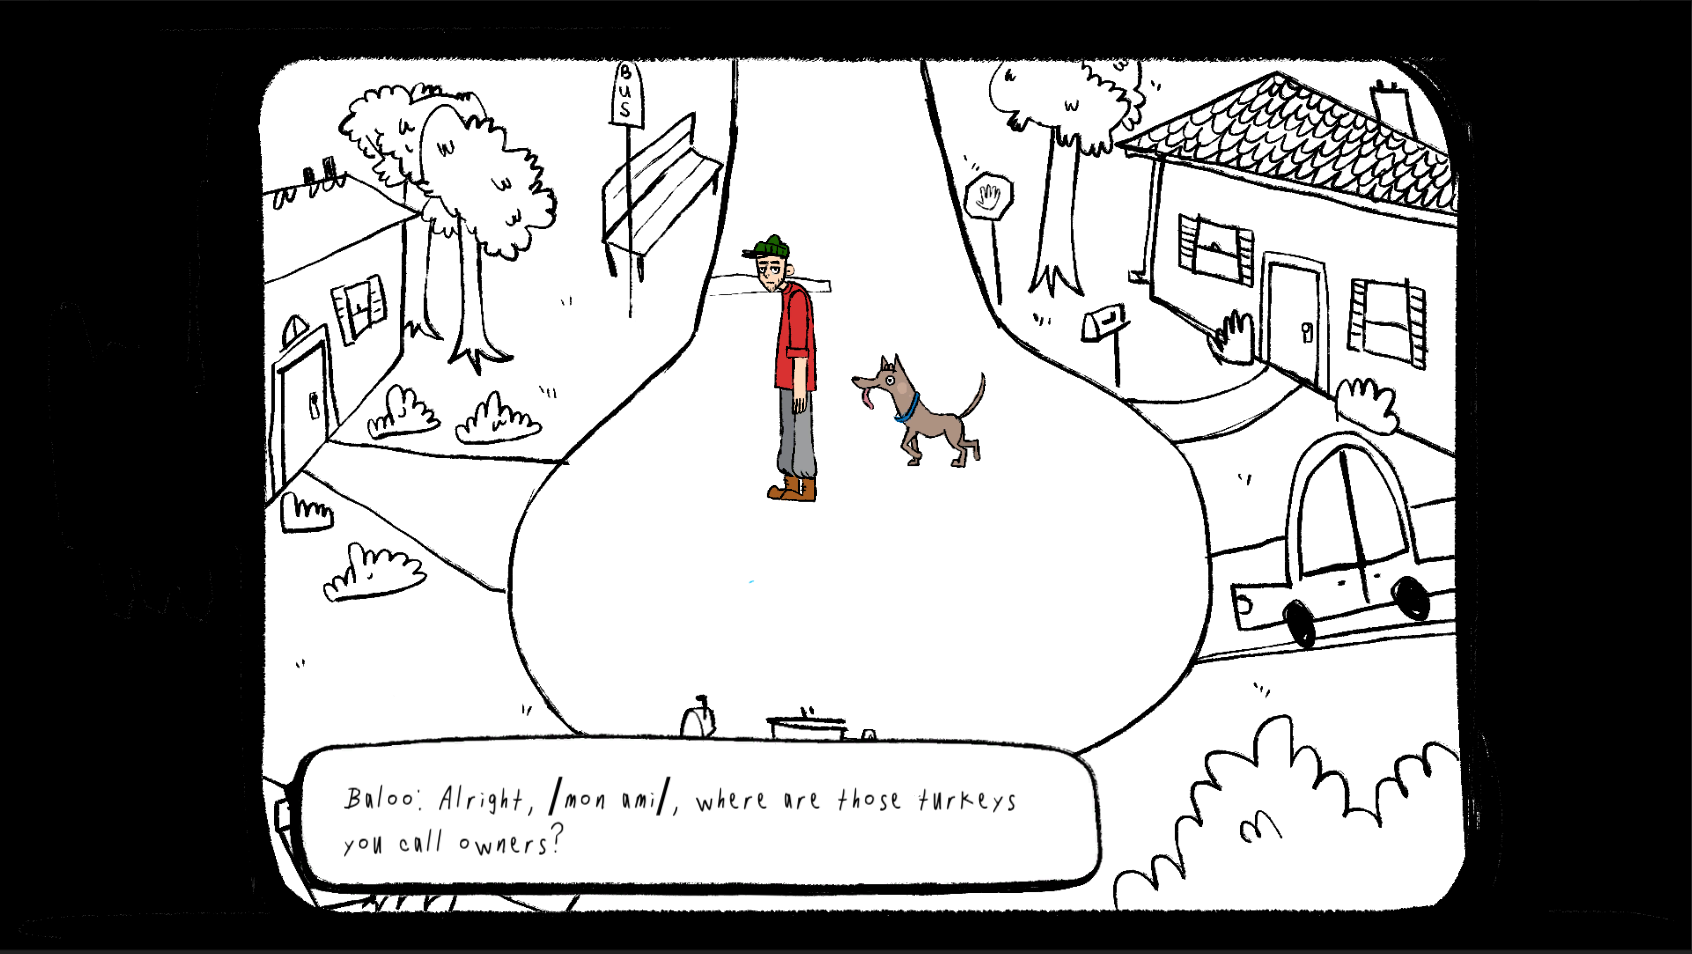 BUS
Baloo: Alright, /mon ami/, where are those turkeys
you call owners?